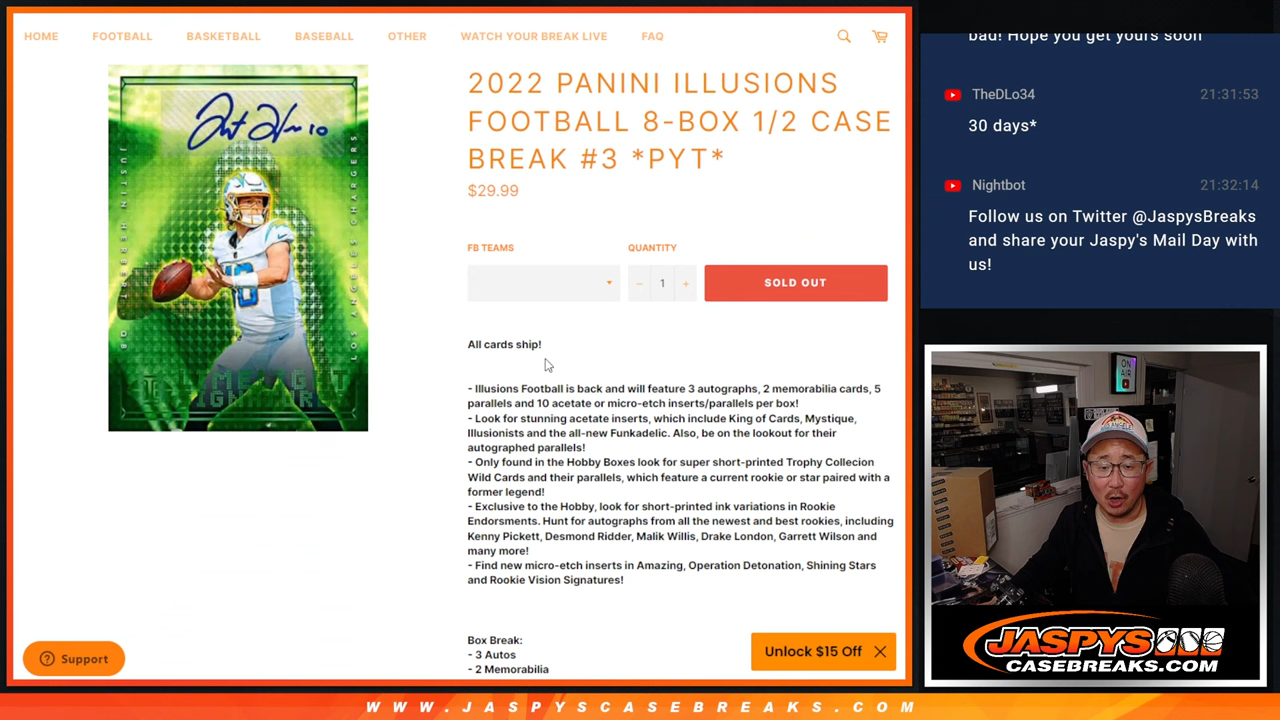 HOME FOOTBALL BASKETBALL BASEBALL OTHER WATCH YOUR BREAK LIVE FAQ
JUSTIN HERBERT QB
LOS ANGELES CHARGERS
2022 PANINI ILLUSIONS
FOOTBALL 8-BOX 1/2 CASE
BREAK #3 *PYT*
$29.99
FB TEAMS
QUANTITY
− 1 +
SOLD OUT
All cards ship!
- Illusions Football is back and will feature 3 autographs, 2 memorabilia cards, 5
parallels and 10 acetate or micro-etch inserts/parallels per box!
- Look for stunning acetate inserts, which include King of Cards, Mystique,
Illusionists and the all-new Funkadelic. Also, be on the lookout for their
autographed parallels!
- Only found in the Hobby Boxes look for super short-printed Trophy Collecion
Wild Cards and their parallels, which feature a current rookie or star paired with a
former legend!
- Exclusive to the Hobby, look for short-printed ink variations in Rookie
Endorsments. Hunt for autographs from all the newest and best rookies, including
Kenny Pickett, Desmond Ridder, Malik Willis, Drake London, Garrett Wilson and
many more!
- Find new micro-etch inserts in Amazing, Operation Detonation, Shining Stars
and Rookie Vision Signatures!
Box Break:
- 3 Autos
- 2 Memorabilia
Support
Unlock $15 Off
bad! Hope you get yours soon
TheDLo34 21:31:53
30 days*
Nightbot 21:32:14
Follow us on Twitter @JaspysBreaks
and share your Jaspy's Mail Day with
us!
ON
AIR
JASPYS
CASEBREAKS.COM
WWW.JASPYSCASEBREAKS.COM